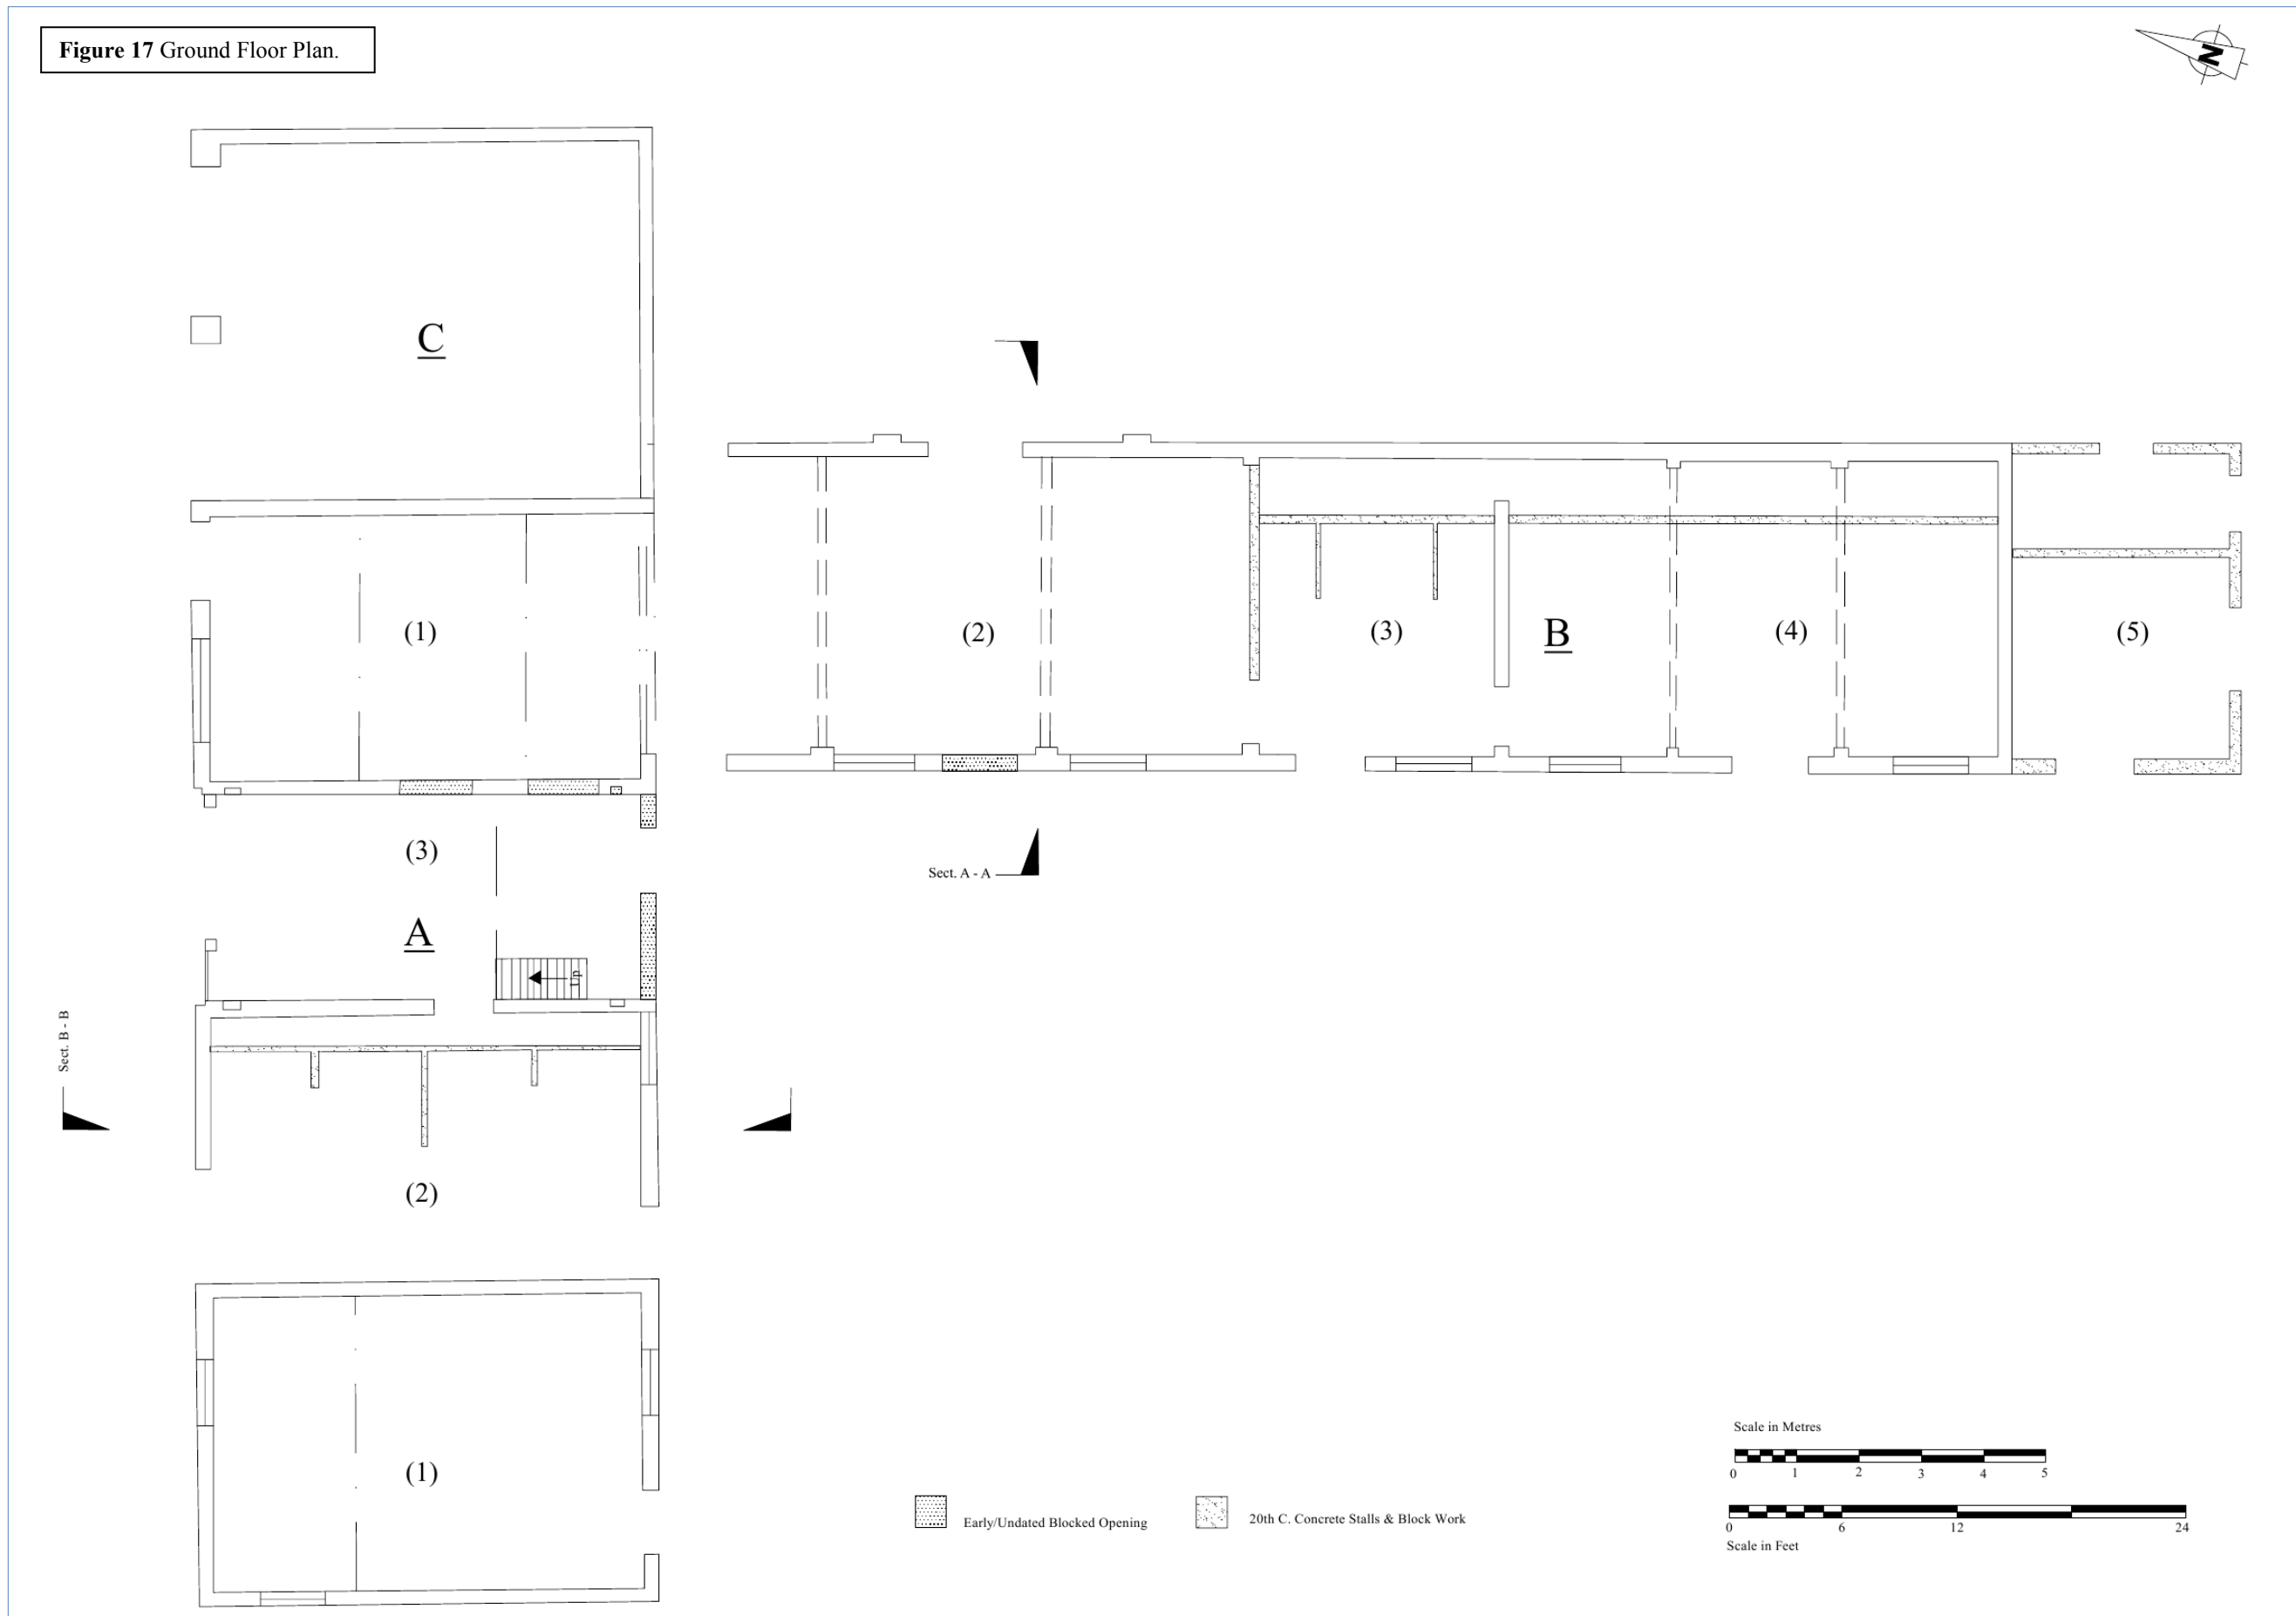 Figure 17 Ground Floor Plan.
N
C
(1)
(2)
(3)
B
(4)
(5)
(3)
Sect. A - A
A
Up
Sect. B - B
(2)
(1)
Early/Undated Blocked Opening
20th C. Concrete Stalls & Block Work
Scale in Metres
0 1 2 3 4 5
0 6 12 24
Scale in Feet